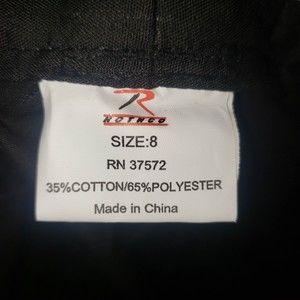 ROTHCO
SIZE:8
RN 37572
35%COTTON/65%POLYESTER
Made in China